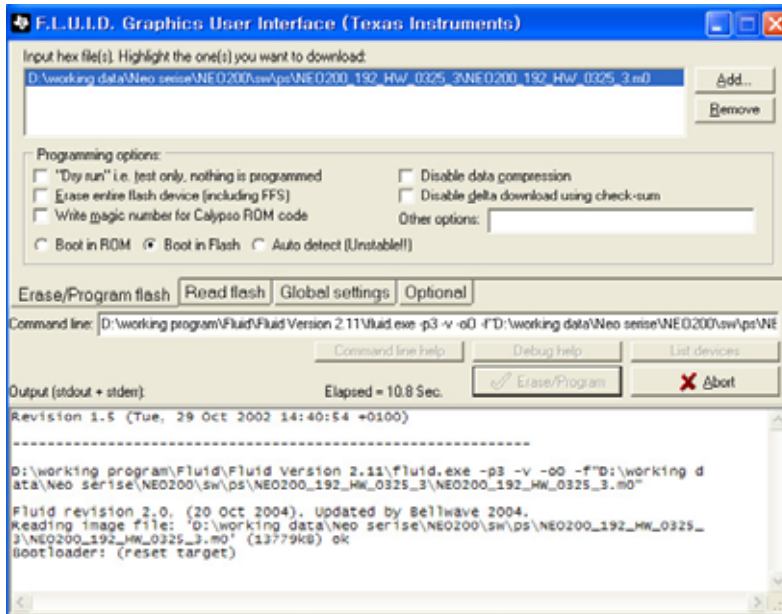 F.L.U.I.D. Graphics User Interface (Texas Instruments)
Input hex file(s). Highlight the one(s) you want to download:
D:\working data\Neo serise\NEO200\sw\ps\NEO200_192_HW_0325_3\NEO200_192_HW_0325_3.m0
Add...
Remove
Programming options:
"Dry run" i.e. test only, nothing is programmed
Disable data compression
Erase entire flash device (including FFS)
Disable delta download using check-sum
Write magic number for Calypso ROM code
Other options:
Boot in ROM Boot in Flash Auto detect (Unstable!!)
Erase/Program flash Read flash Global settings Optional
Command line: D:\working program\Fluid\Fluid Version 2.11\fluid.exe -p3 -v -oO -f"D:\working data\Neo serise\NEO200\sw\ps\NE
Command line help Debug help List devices
Output (stdout + stderr): Elapsed = 10.8 Sec. Erase/Program Abort
Revision 1.5 (Tue, 29 Oct 2002 14:40:54 +0100)
---------------------------------------------------------------
D:\working program\Fluid\Fluid Version 2.11\fluid.exe -p3 -v -oO -f"D:\working d
ata\Neo serise\NEO200\sw\ps\NEO200_192_HW_0325_3\NEO200_192_HW_0325_3.m0"
Fluid revision 2.0, (20 Oct 2004). Updated by Bellwave 2004.
Reading image file: 'D:\working data\Neo serise\NEO200\sw\ps\NEO200_192_HW_0325_
3\NEO200_192_HW_0325_3.m0' (13779kB) ok
Bootloader: (reset target)